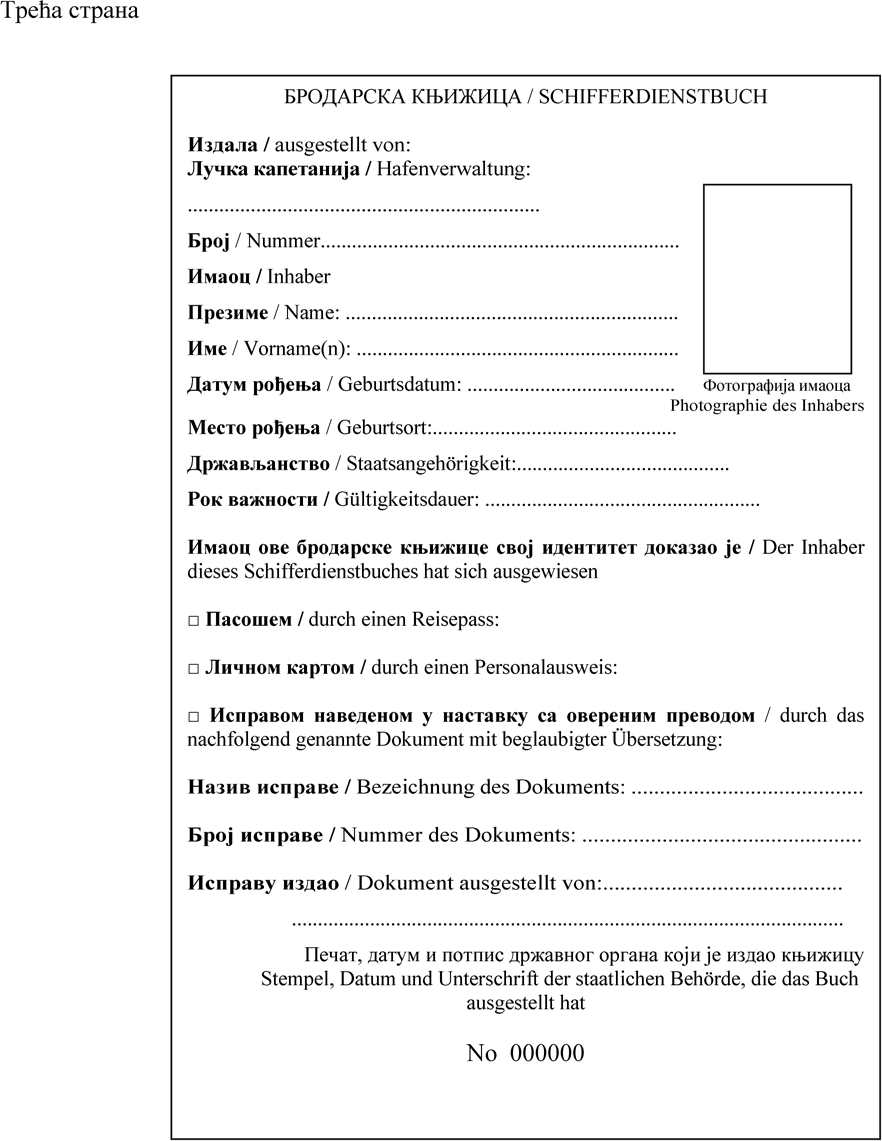 Трећа страна
БРОДАРСКА КЊИЖИЦА / SCHIFFERDIENSTBUCH
Издала / ausgestellt von:
Лучка капетанија / Hafenverwaltung:
...................................................................
Број / Nummer....................................................................
Имаоц / Inhaber
Презиме / Name: ...............................................................
Име / Vorname(n): .............................................................
Датум рођења / Geburtsdatum: .......................................
Фотографија имаоца
Photographie des Inhabers
Место рођења / Geburtsort:..............................................
Држављанство / Staatsangehörigkeit:........................................
Рок важности / Gültigkeitsdauer: ....................................................
Имаоц ове бродарске књижице свој идентитет доказао је / Der Inhaber
dieses Schifferdienstbuches hat sich ausgewiesen
□ Пасошем / durch einen Reisepass:
□ Личном картом / durch einen Personalausweis:
□ Исправом наведеном у наставку са овереним преводом / durch das
nachfolgend genannte Dokument mit beglaubigter Übersetzung:
Назив исправе / Bezeichnung des Dokuments: ......................................
Број исправе / Nummer des Dokuments: ..............................................
Исправу издао / Dokument ausgestellt von:.......................................
...........................................................................................
Печат, датум и потпис државног органа који је издао књижицу
Stempel, Datum und Unterschrift der staatlichen Behörde, die das Buch
ausgestellt hat
No 000000